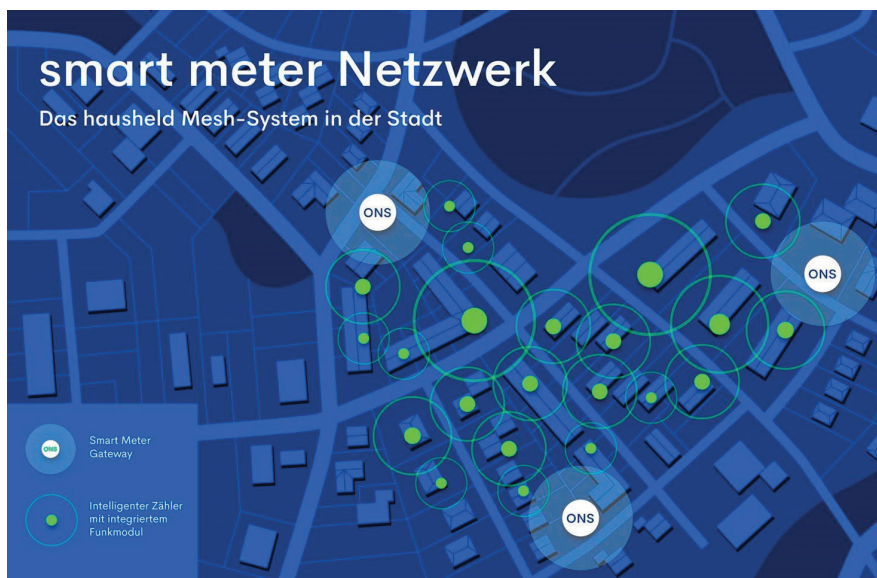 smart meter Netzwerk
Das hausheld Mesh-System in der Stadt
ONS
ONS
ONS
ONS
Smart Meter
Gateway
Intelligenter Zähler
mit integriertem
Funkmodul